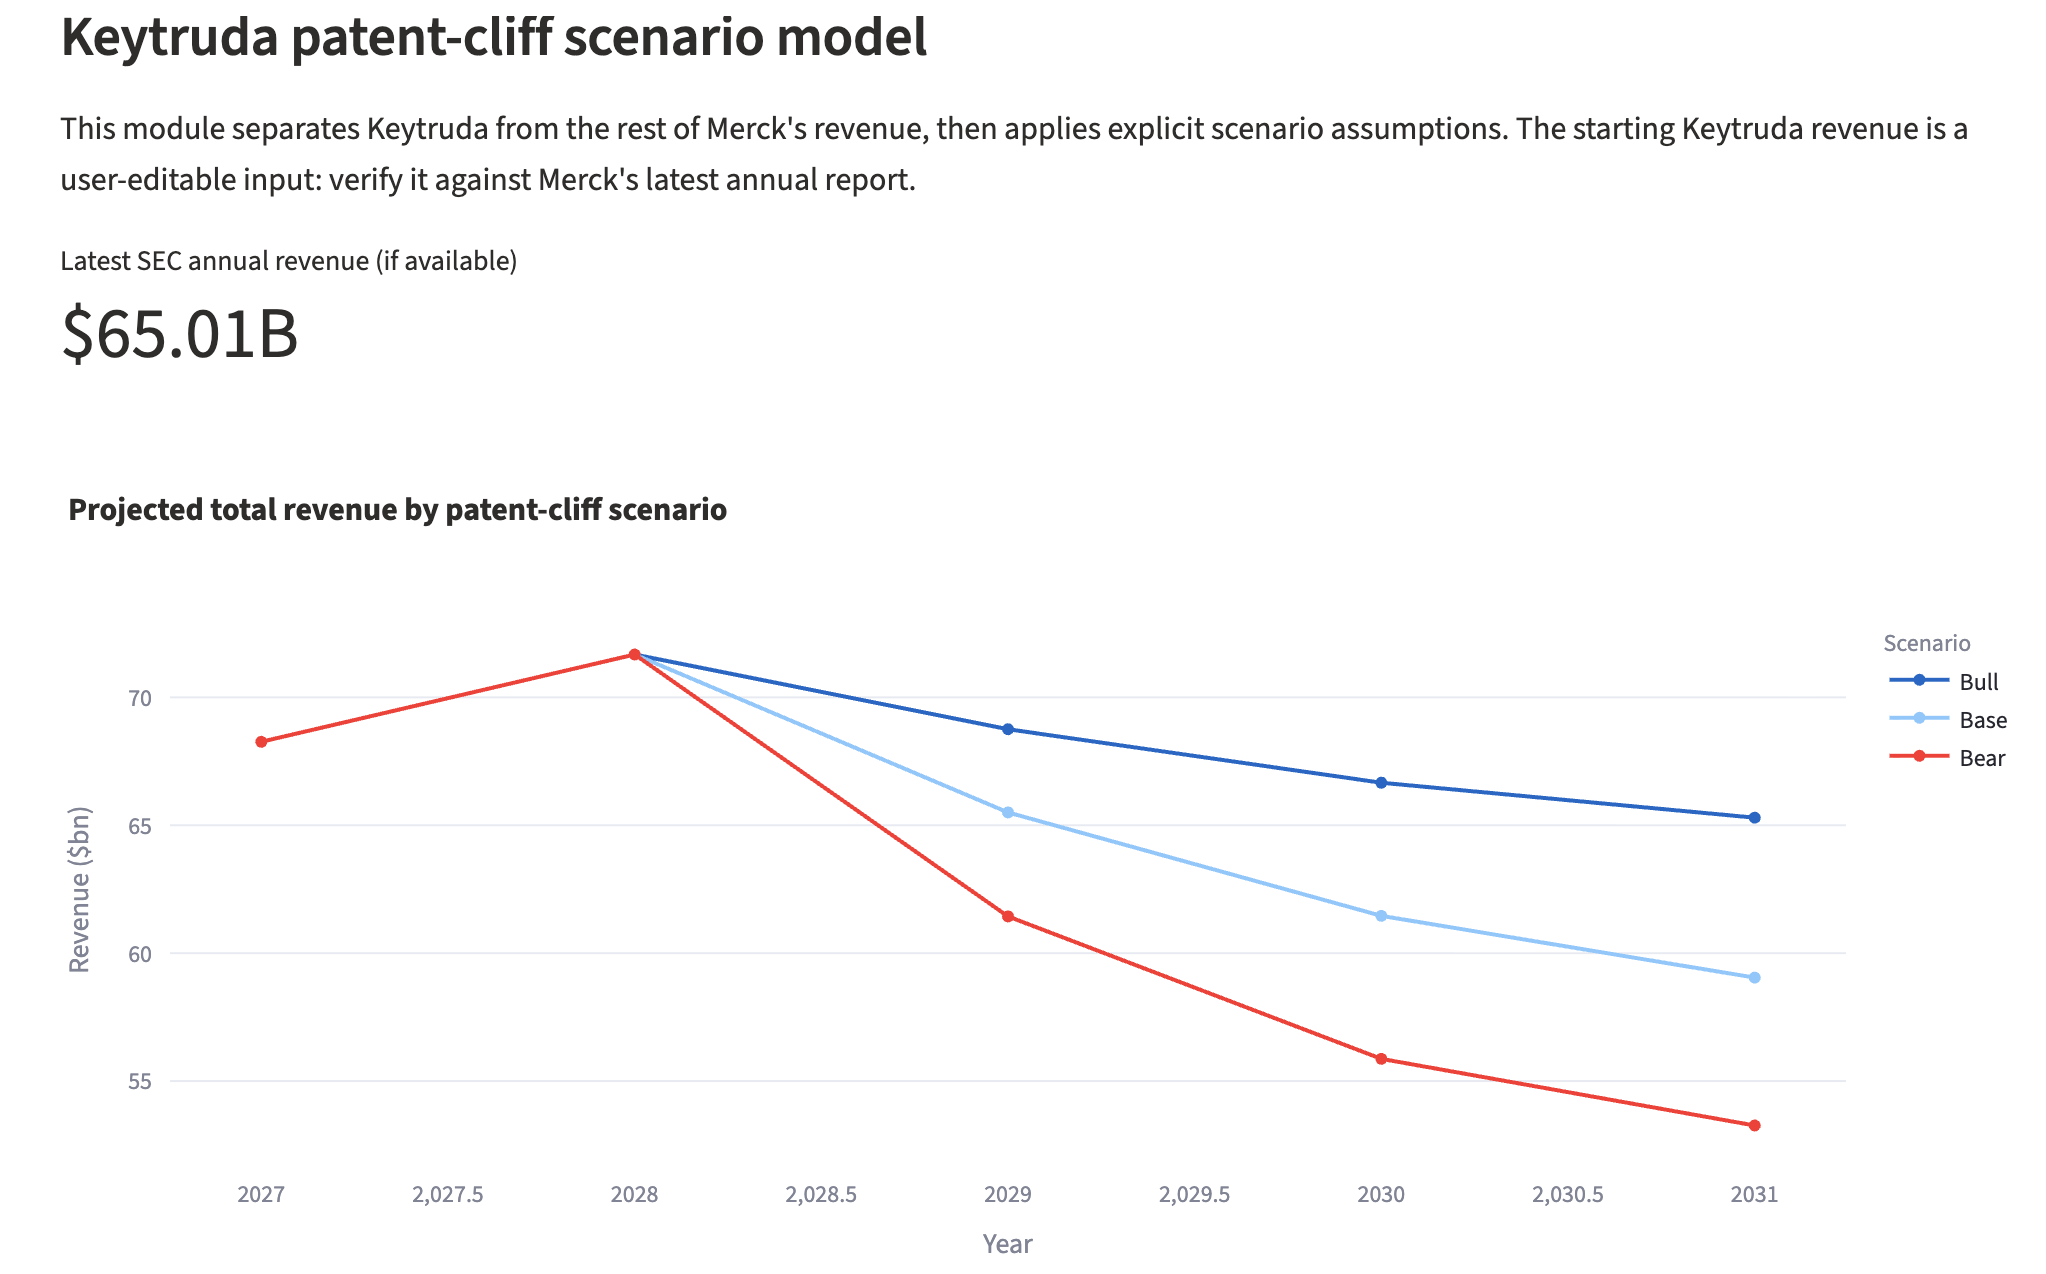 Keytruda patent-cliff scenario model
This module separates Keytruda from the rest of Merck's revenue, then applies explicit scenario assumptions. The starting Keytruda revenue is a
user-editable input: verify it against Merck's latest annual report.
Latest SEC annual revenue (if available)
$65.01B
Projected total revenue by patent-cliff scenario
Scenario
Bull
Base
Bear
Revenue ($bn)
70
65
60
55
2027 2,027.5 2028 2,028.5 2029 2,029.5 2030 2,030.5 2031
Year